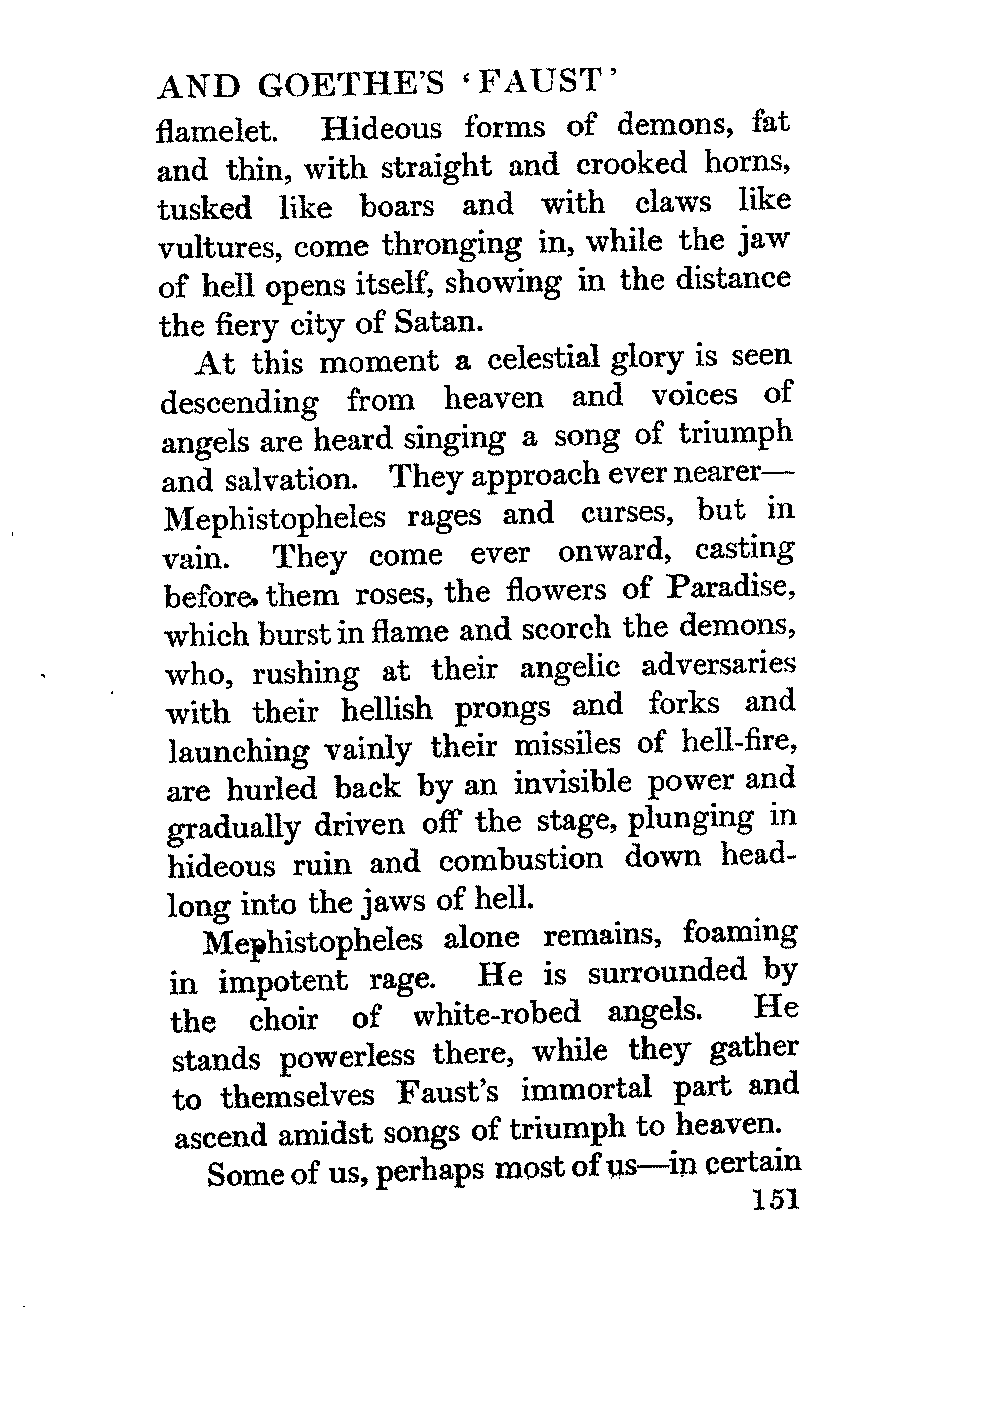 AND GOETHE'S ‘FAUST’
flamelet. Hideous forms of demons, fat
and thin, with straight and crooked horns,
tusked like boars and with claws like
vultures, come thronging in, while the jaw
of hell opens itself, showing in the distance
the fiery city of Satan.
At this moment a celestial glory is seen
descending from heaven and voices of
angels are heard singing a song of triumph
and salvation. They approach ever nearer—
Mephistopheles rages and curses, but in
vain. They come ever onward, casting
before them roses, the flowers of Paradise,
which burst in flame and scorch the demons,
who, rushing at their angelic adversaries
with their hellish prongs and forks and
launching vainly their missiles of hell-fire,
are hurled back by an invisible power and
gradually driven off the stage, plunging in
hideous ruin and combustion down head-
long into the jaws of hell.
Mephistopheles alone remains, foaming
in impotent rage. He is surrounded by
the choir of white-robed angels. He
stands powerless there, while they gather
to themselves Faust's immortal part and
ascend amidst songs of triumph to heaven.
Some of us, perhaps most of us—in certain
151